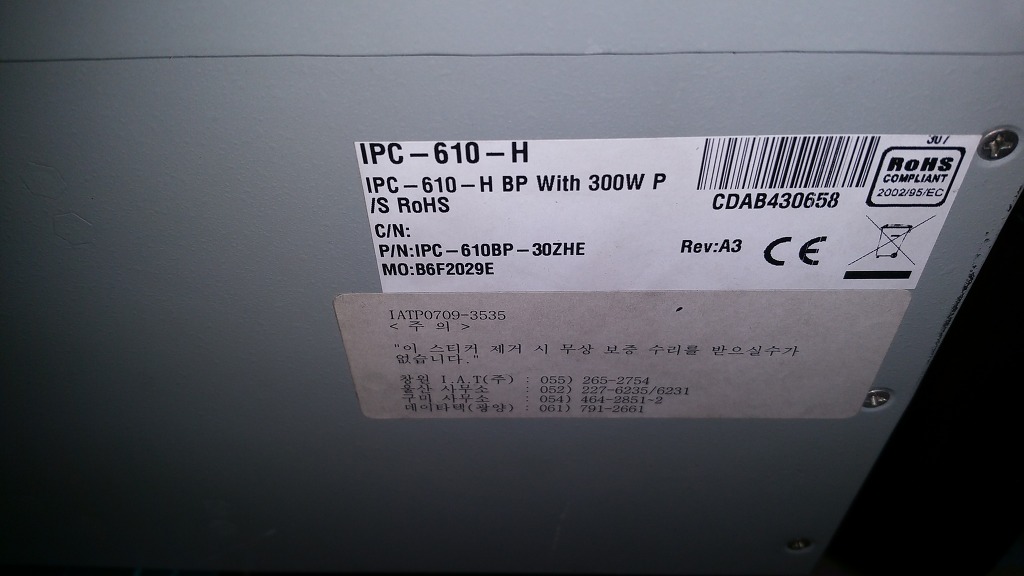 IPC-610-H
IPC-610-H BP With 300W P
/S RoHS
C/N:
P/N:IPC-610BP-30ZHE
MO:B6F2029E
CDAB430658
Rev:A3
CE
307
RoHS
COMPLIANT
2002/95/EC
IATP0709-3535
< 주 의 >
"이 스티커 제거 시 무상 보증 수리를 받으실수가
없습니다."
창원 I.A.T(주) : 055) 265-2754
울산 사무소 : 052) 227-6235/6231
구미 사무소 : 054) 464-2851~2
데이타텍(광양) : 061) 791-2661